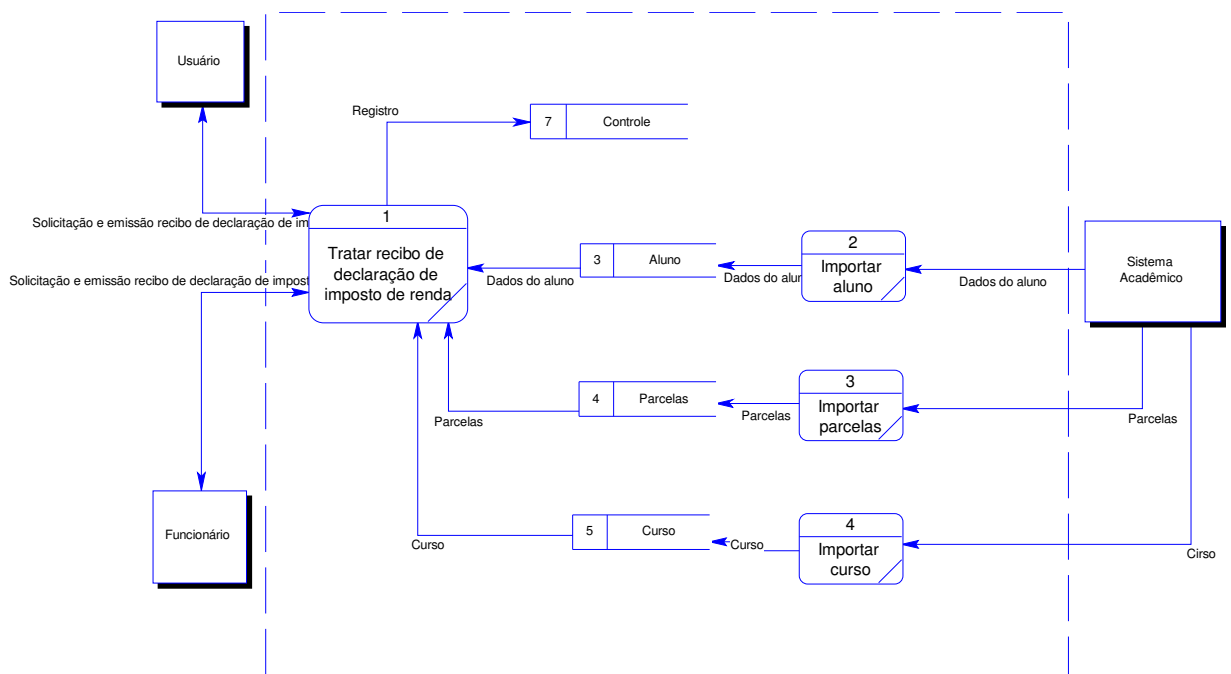 Usuário
Registro
7 Controle
Solicitação e emissão recibo de declaração de im
1
Tratar recibo de
declaração de
imposto de renda
Solicitação e emissão recibo de declaração de impost
3 Aluno
Dados do aluno
2
Importar
aluno
Dados do alur
Dados do aluno
Sistema
Acadêmico
4 Parcelas
Parcelas
3
Importar
parcelas
Parcelas
Parcelas
Funcionário
5 Curso
Curso
4
Importar
curso
Curso
Cirso